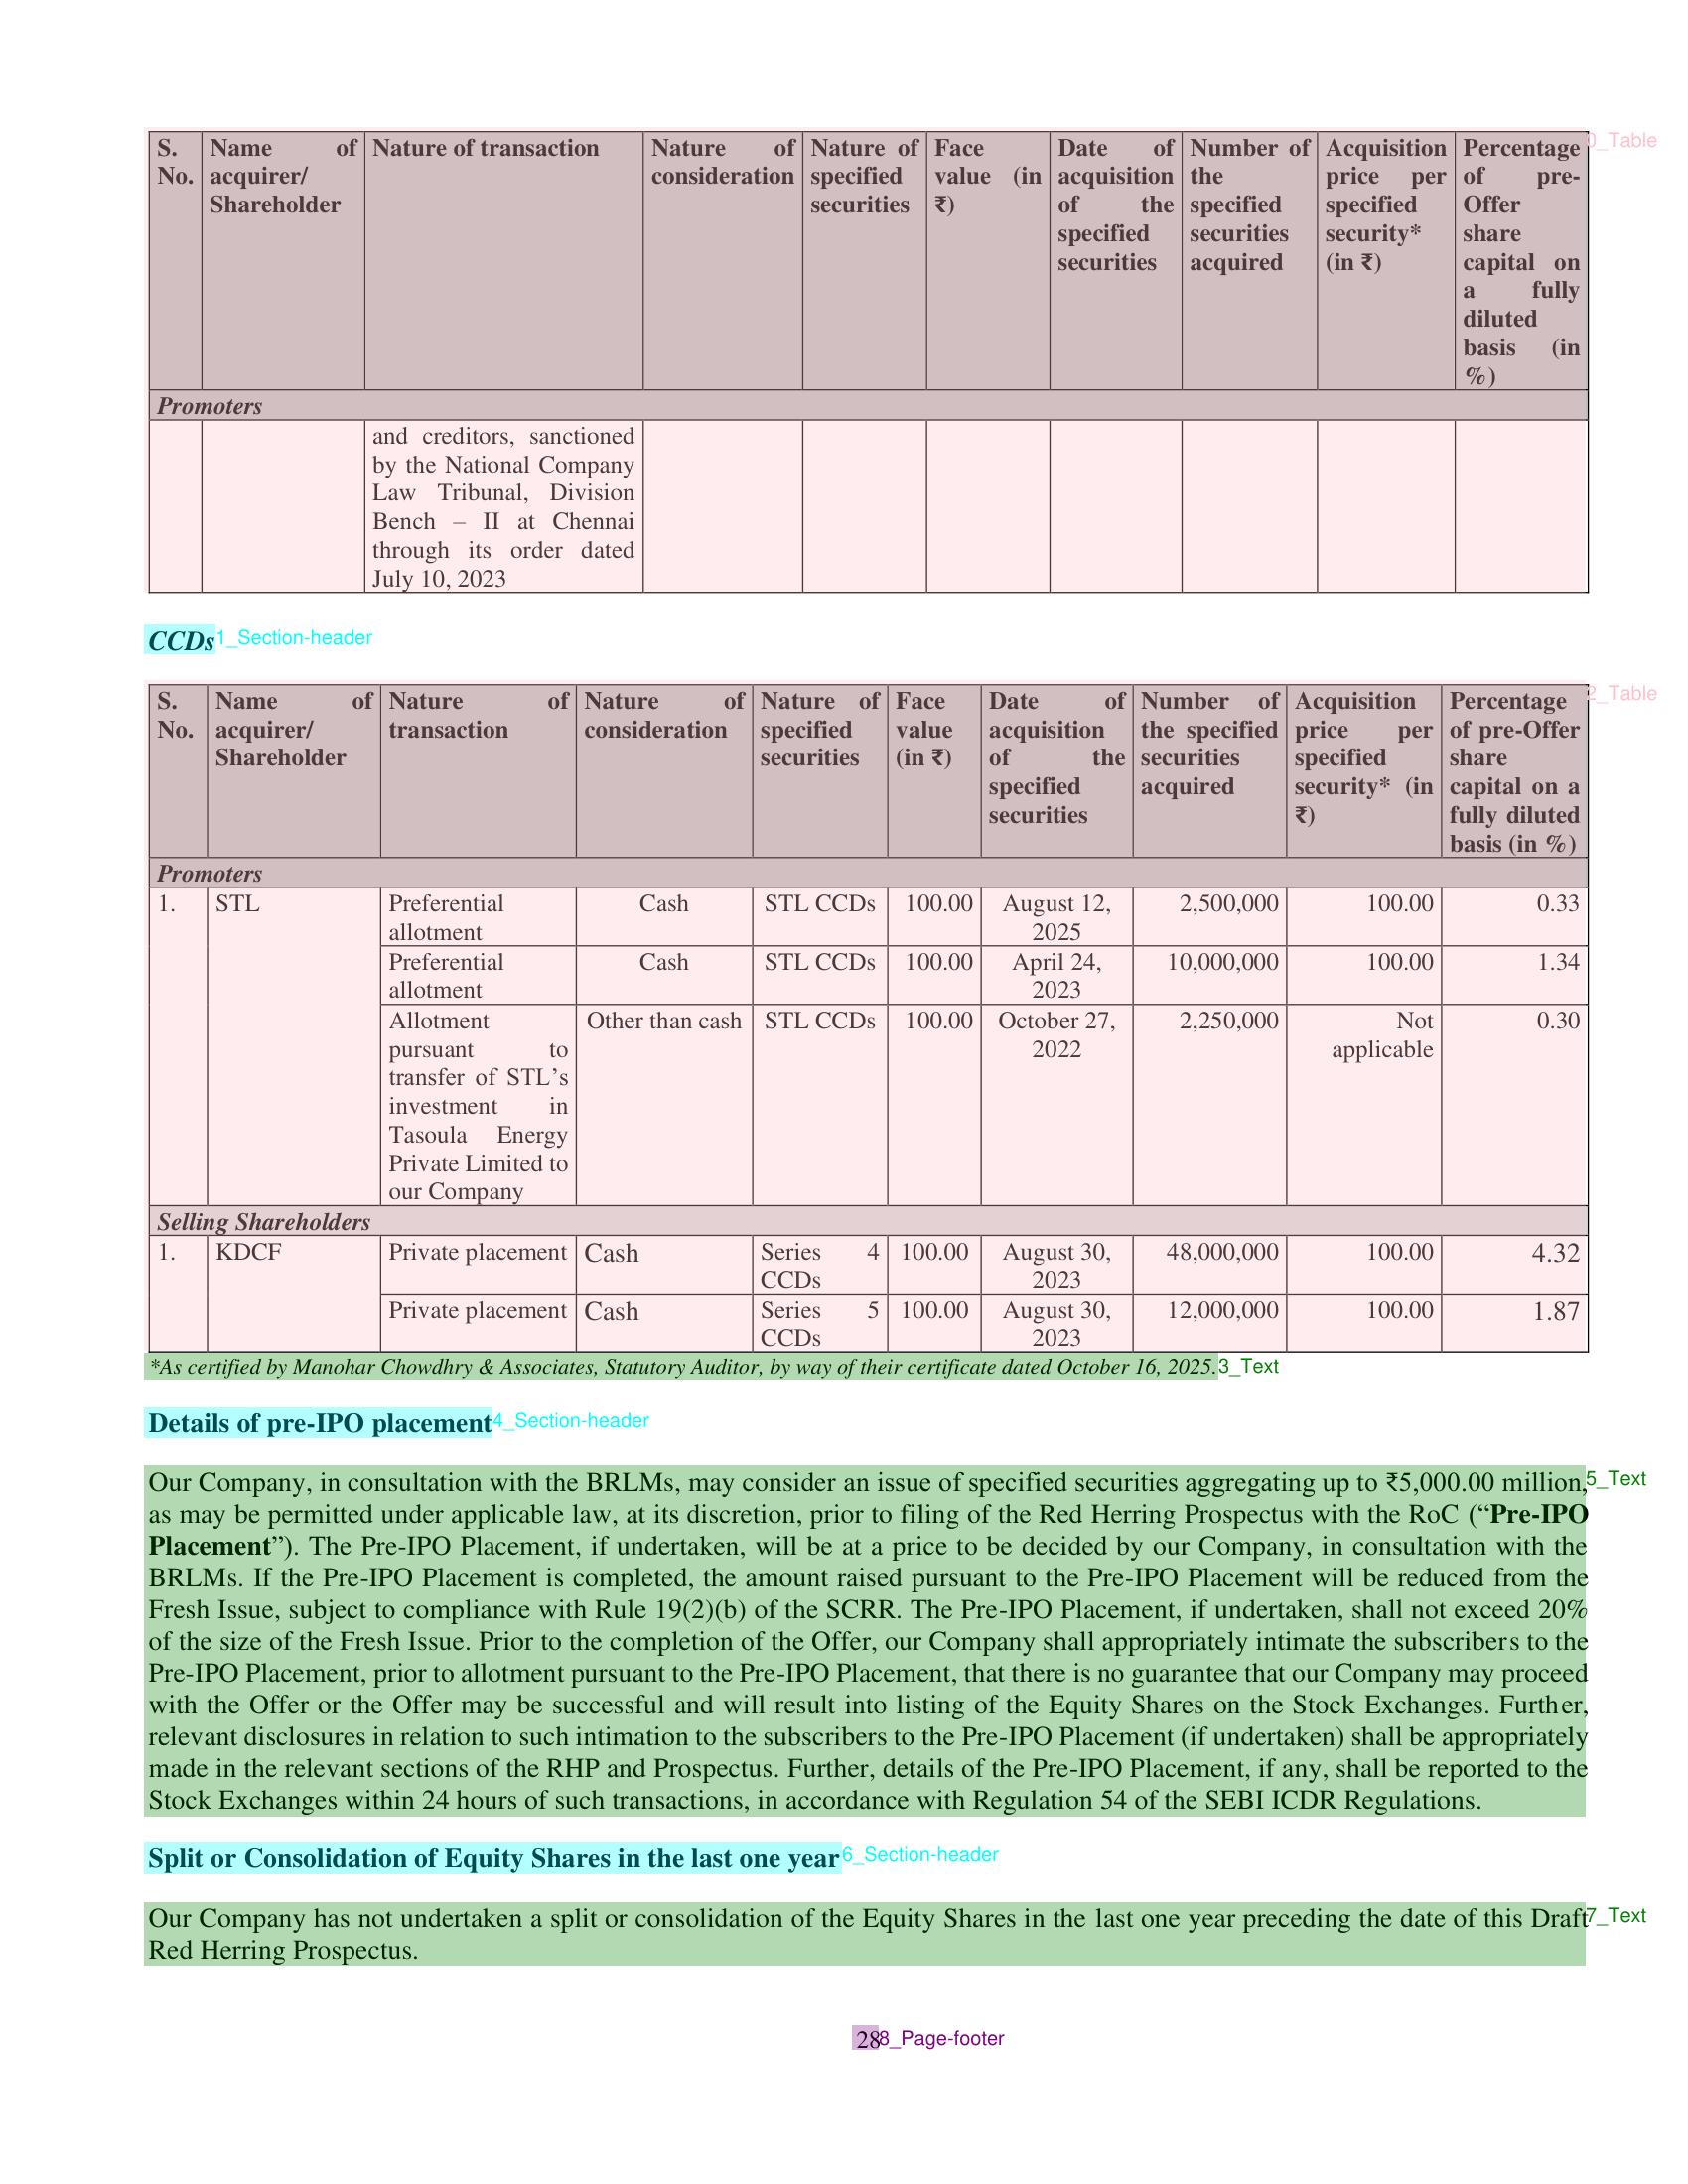 S. No. Name of acquirer/ Shareholder Nature of transaction Nature of consideration Nature of specified securities Face value (in ₹) Date of acquisition of the specified securities Number of the specified securities acquired Acquisition price per specified security* (in ₹) Percentage of pre-Offer share capital on a fully diluted basis (in %)
0_Table
Promoters
and creditors, sanctioned
by the National Company
Law Tribunal, Division
Bench – II at Chennai
through its order dated
July 10, 2023
CCDs 1_Section-header
S. No. Name of acquirer/ Shareholder Nature of transaction Nature of consideration Nature of specified securities Face value (in ₹) Date of acquisition of the specified securities Number of the specified securities acquired Acquisition price per specified security* (in ₹) Percentage of pre-Offer share capital on a fully diluted basis (in %)
2_Table
Promoters
1. STL Preferential allotment Cash STL CCDs 100.00 August 12, 2025 2,500,000 100.00 0.33
Preferential allotment Cash STL CCDs 100.00 April 24, 2023 10,000,000 100.00 1.34
Allotment pursuant to transfer of STL’s investment in Tasoula Energy Private Limited to our Company Other than cash STL CCDs 100.00 October 27, 2022 2,250,000 Not applicable 0.30
Selling Shareholders
1. KDCF Private placement Cash Series 4 CCDs 100.00 August 30, 2023 48,000,000 100.00 4.32
Private placement Cash Series 5 CCDs 100.00 August 30, 2023 12,000,000 100.00 1.87
*As certified by Manohar Chowdhry & Associates, Statutory Auditor, by way of their certificate dated October 16, 2025. 3_Text
Details of pre-IPO placement 4_Section-header
Our Company, in consultation with the BRLMs, may consider an issue of specified securities aggregating up to ₹5,000.00 million, 5_Text
as may be permitted under applicable law, at its discretion, prior to filing of the Red Herring Prospectus with the RoC (“Pre-IPO
Placement”). The Pre-IPO Placement, if undertaken, will be at a price to be decided by our Company, in consultation with the
BRLMs. If the Pre-IPO Placement is completed, the amount raised pursuant to the Pre-IPO Placement will be reduced from the
Fresh Issue, subject to compliance with Rule 19(2)(b) of the SCRR. The Pre-IPO Placement, if undertaken, shall not exceed 20%
of the size of the Fresh Issue. Prior to the completion of the Offer, our Company shall appropriately intimate the subscribers to the
Pre-IPO Placement, prior to allotment pursuant to the Pre-IPO Placement, that there is no guarantee that our Company may proceed
with the Offer or the Offer may be successful and will result into listing of the Equity Shares on the Stock Exchanges. Further,
relevant disclosures in relation to such intimation to the subscribers to the Pre-IPO Placement (if undertaken) shall be appropriately
made in the relevant sections of the RHP and Prospectus. Further, details of the Pre-IPO Placement, if any, shall be reported to the
Stock Exchanges within 24 hours of such transactions, in accordance with Regulation 54 of the SEBI ICDR Regulations.
Split or Consolidation of Equity Shares in the last one year 6_Section-header
Our Company has not undertaken a split or consolidation of the Equity Shares in the last one year preceding the date of this Draft 7_Text
Red Herring Prospectus.
28 8_Page-footer